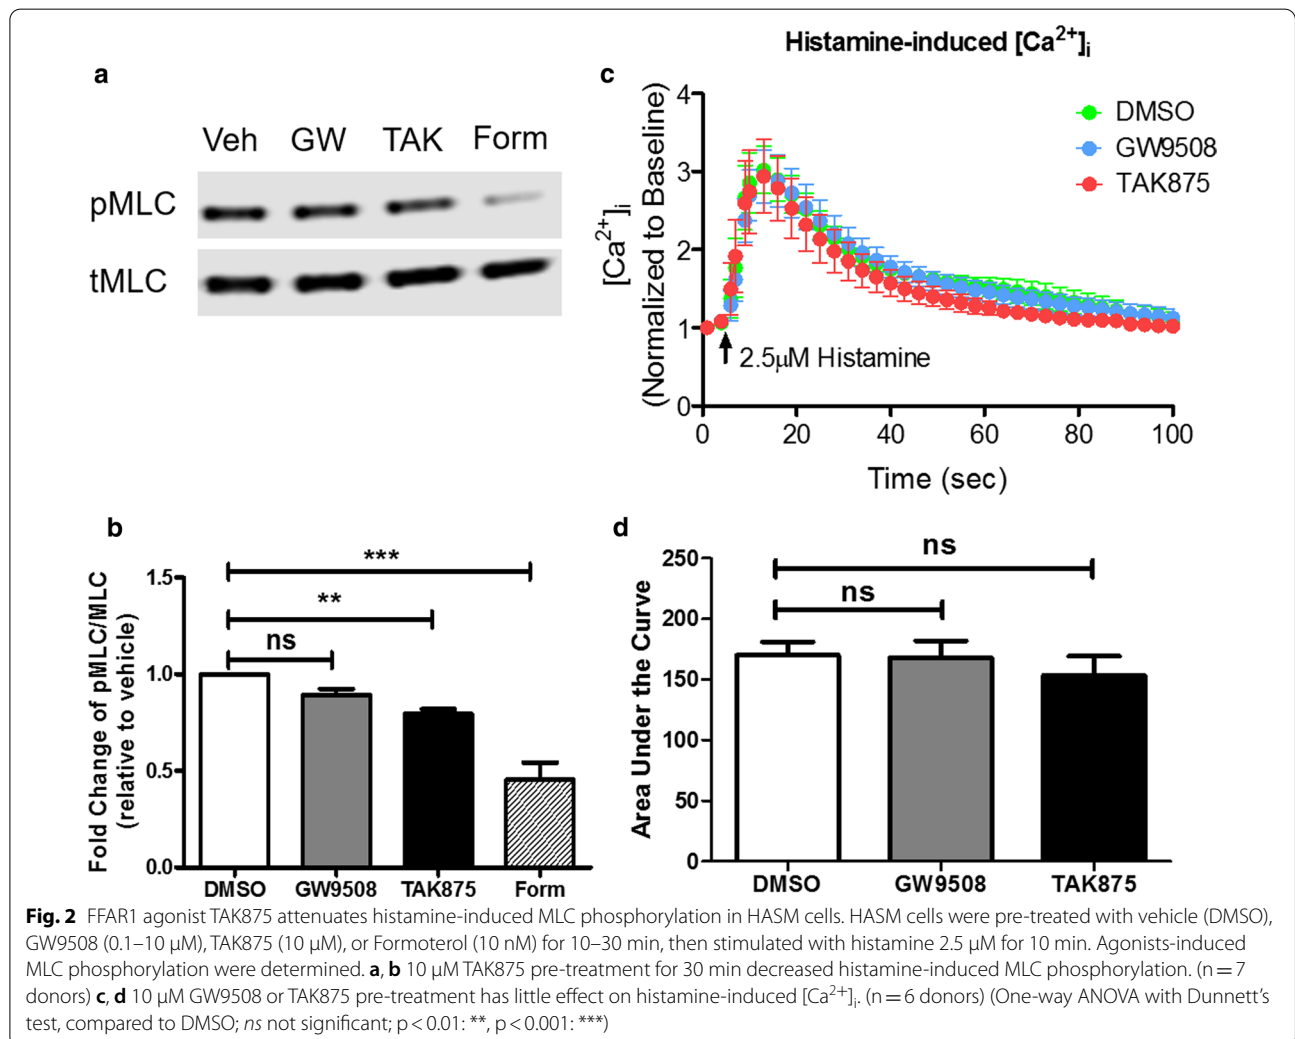 a
Veh GW TAK Form
pMLC
tMLC
b
Fold Change of pMLC/MLC
(relative to vehicle)
1.5
1.0
0.5
0.0
***
**
ns
DMSO GW9508 TAK875 Form
Histamine-induced [Ca2+]i
c
[Ca2+]i
(Normalized to Baseline)
4
3
2
1
0
DMSO
GW9508
TAK875
2.5µM Histamine
0 20 40 60 80 100
Time (sec)
d
Area Under the Curve
250
200
150
100
50
0
ns
ns
DMSO GW9508 TAK875
Fig. 2 FFAR1 agonist TAK875 attenuates histamine-induced MLC phosphorylation in HASM cells. HASM cells were pre-treated with vehicle (DMSO),
GW9508 (0.1–10 µM), TAK875 (10 µM), or Formoterol (10 nM) for 10–30 min, then stimulated with histamine 2.5 µM for 10 min. Agonists-induced
MLC phosphorylation were determined. a, b 10 µM TAK875 pre-treatment for 30 min decreased histamine-induced MLC phosphorylation. (n = 7
donors) c, d 10 µM GW9508 or TAK875 pre-treatment has little effect on histamine-induced [Ca2+]i. (n = 6 donors) (One-way ANOVA with Dunnett's
test, compared to DMSO; ns not significant; p < 0.01: **, p < 0.001: ***)